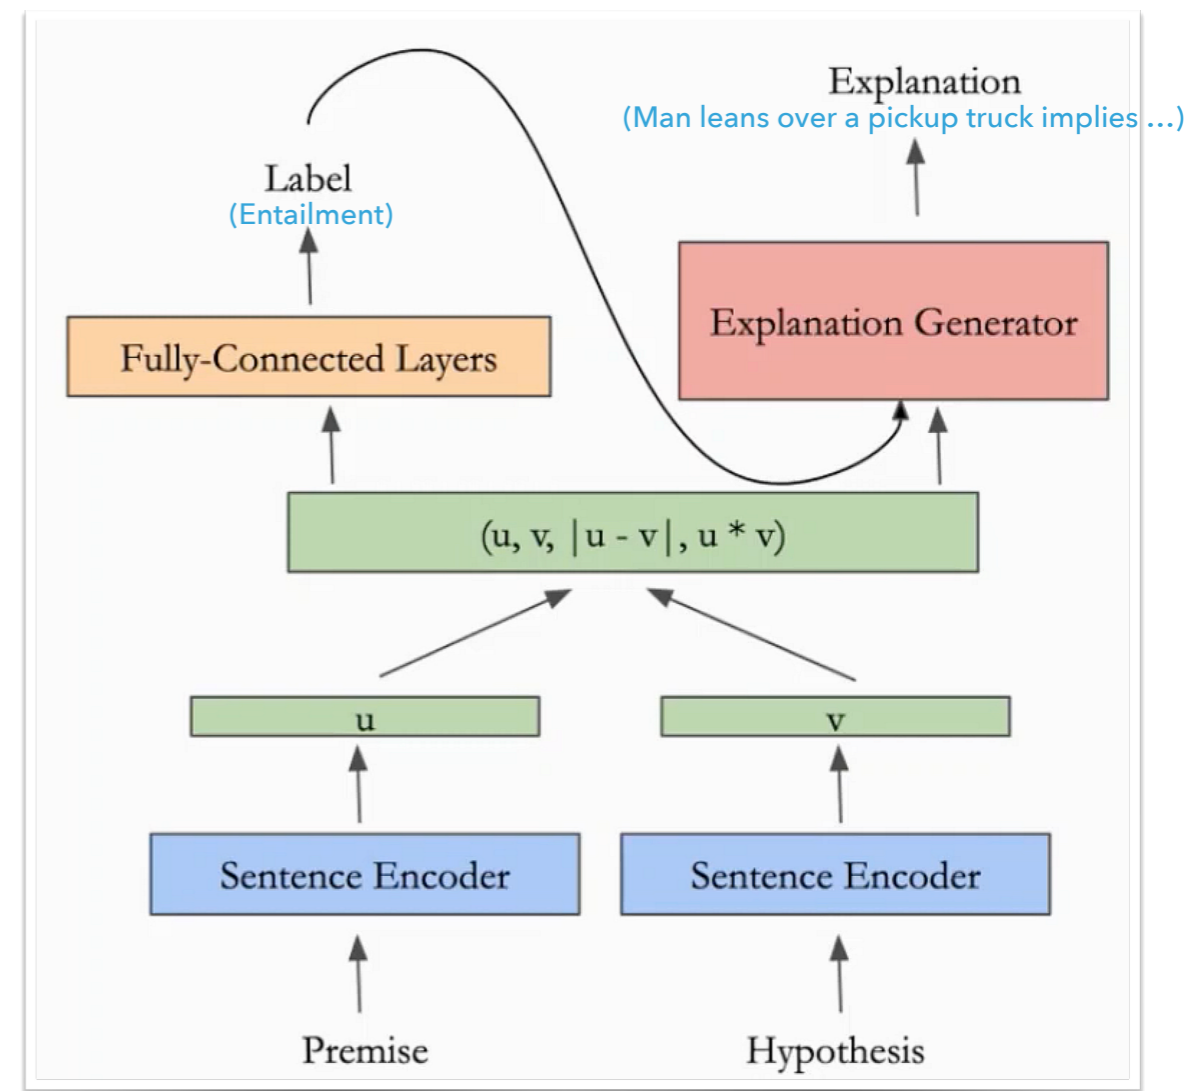 Explanation
(Man leans over a pickup truck implies ...)
Label
(Entailment)
Explanation Generator
Fully-Connected Layers
(u, v, |u - v|, u * v)
u
v
Sentence Encoder
Sentence Encoder
Premise
Hypothesis